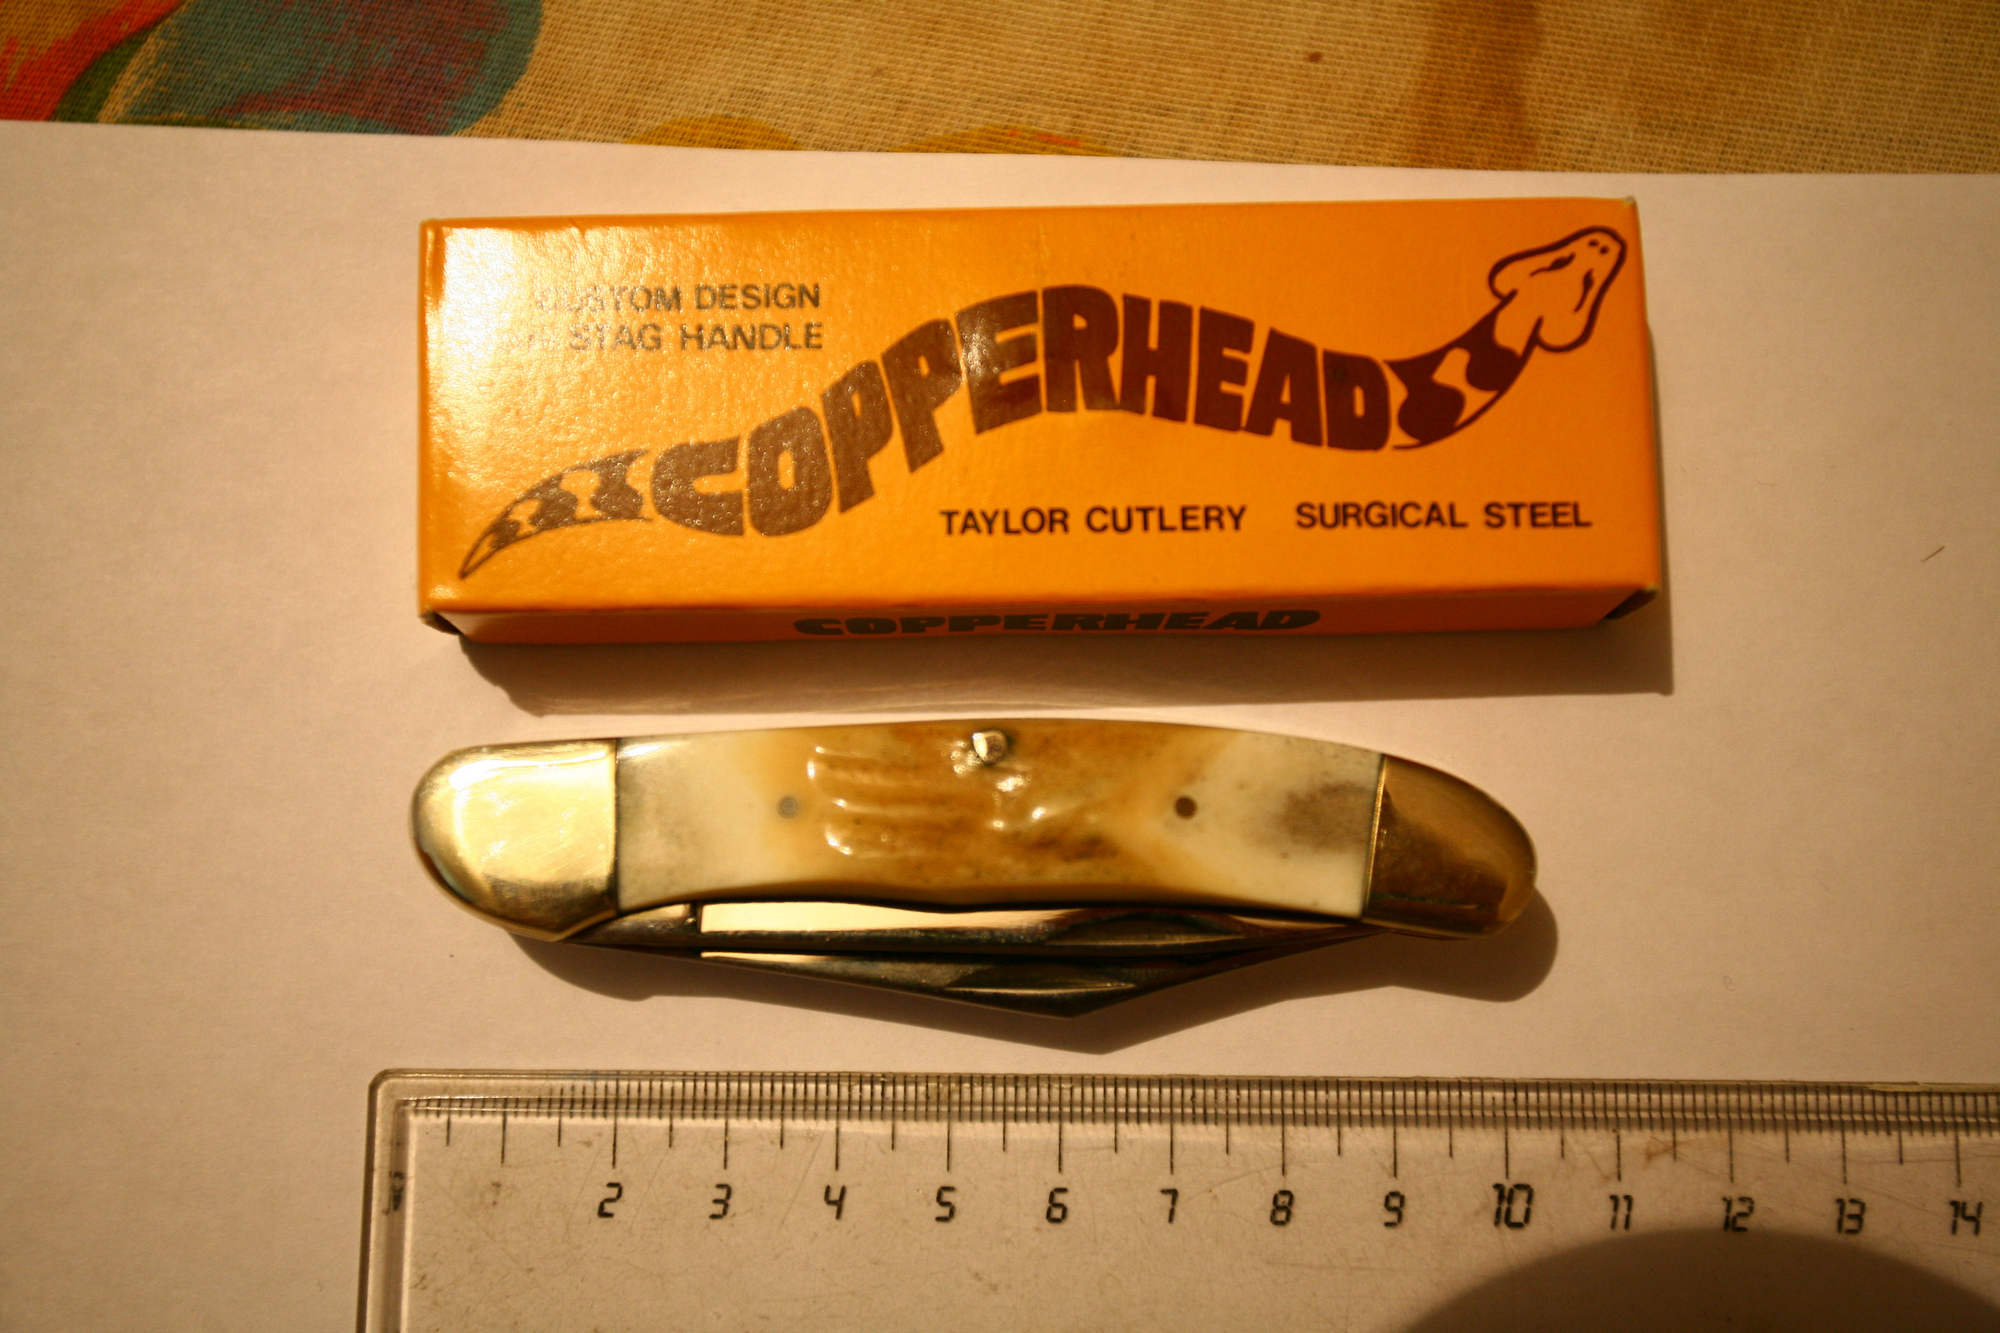 CUSTOM DESIGN
STAG HANDLE
COPPERHEAD
TAYLOR CUTLERY SURGICAL STEEL
COPPERHEAD
1 2 3 4 5 6 7 8 9 10 11 12 13 14